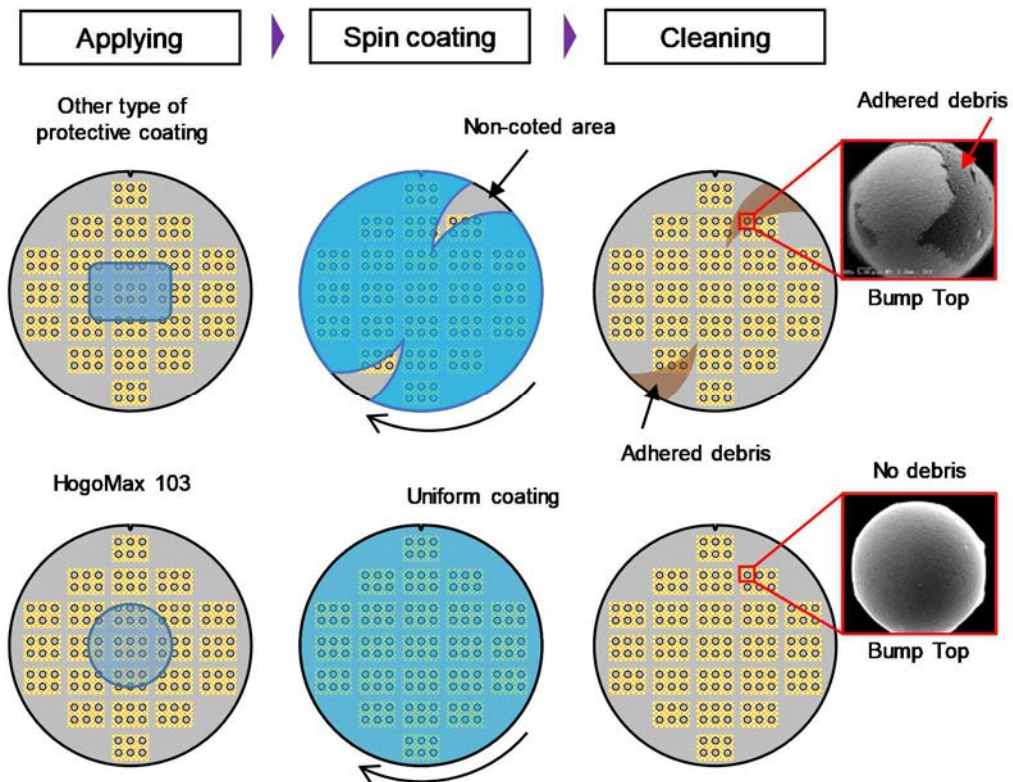 Applying
Spin coating
Cleaning
Other type of
protective coating
Non-coted area
Adhered debris
Bump Top
Adhered debris
HogoMax 103
Uniform coating
No debris
Bump Top